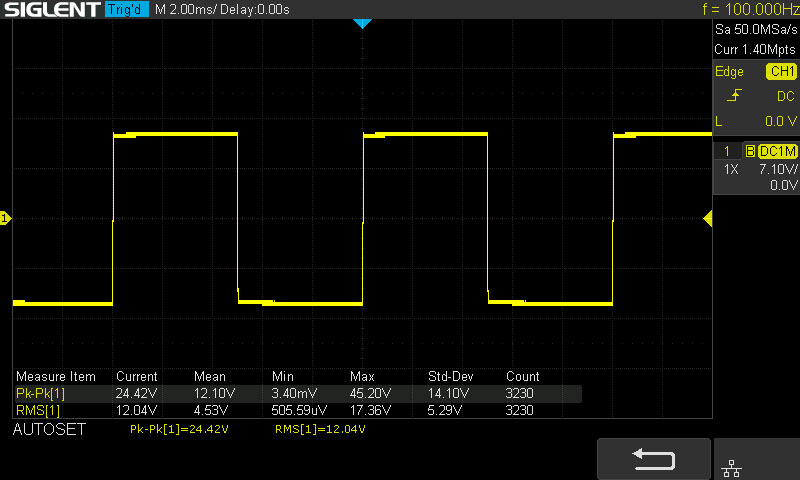 SIGLENT Trig'd M 2.00ms/ Delay:0.00s f = 100.000Hz
Sa 50.0MSa/s
Curr 1.40Mpts
Edge CH1
DC
L 0.0 V
1 B DC1M
1X 7.10V/
0.0V
1
Measure Item Current Mean Min Max Std-Dev Count
Pk-Pk[1] 24.42V 12.10V 3.40mV 45.20V 14.10V 3230
RMS[1] 12.04V 4.53V 505.59uV 17.36V 5.29V 3230
AUTOSET Pk-Pk[1]=24.42V RMS[1]=12.04V